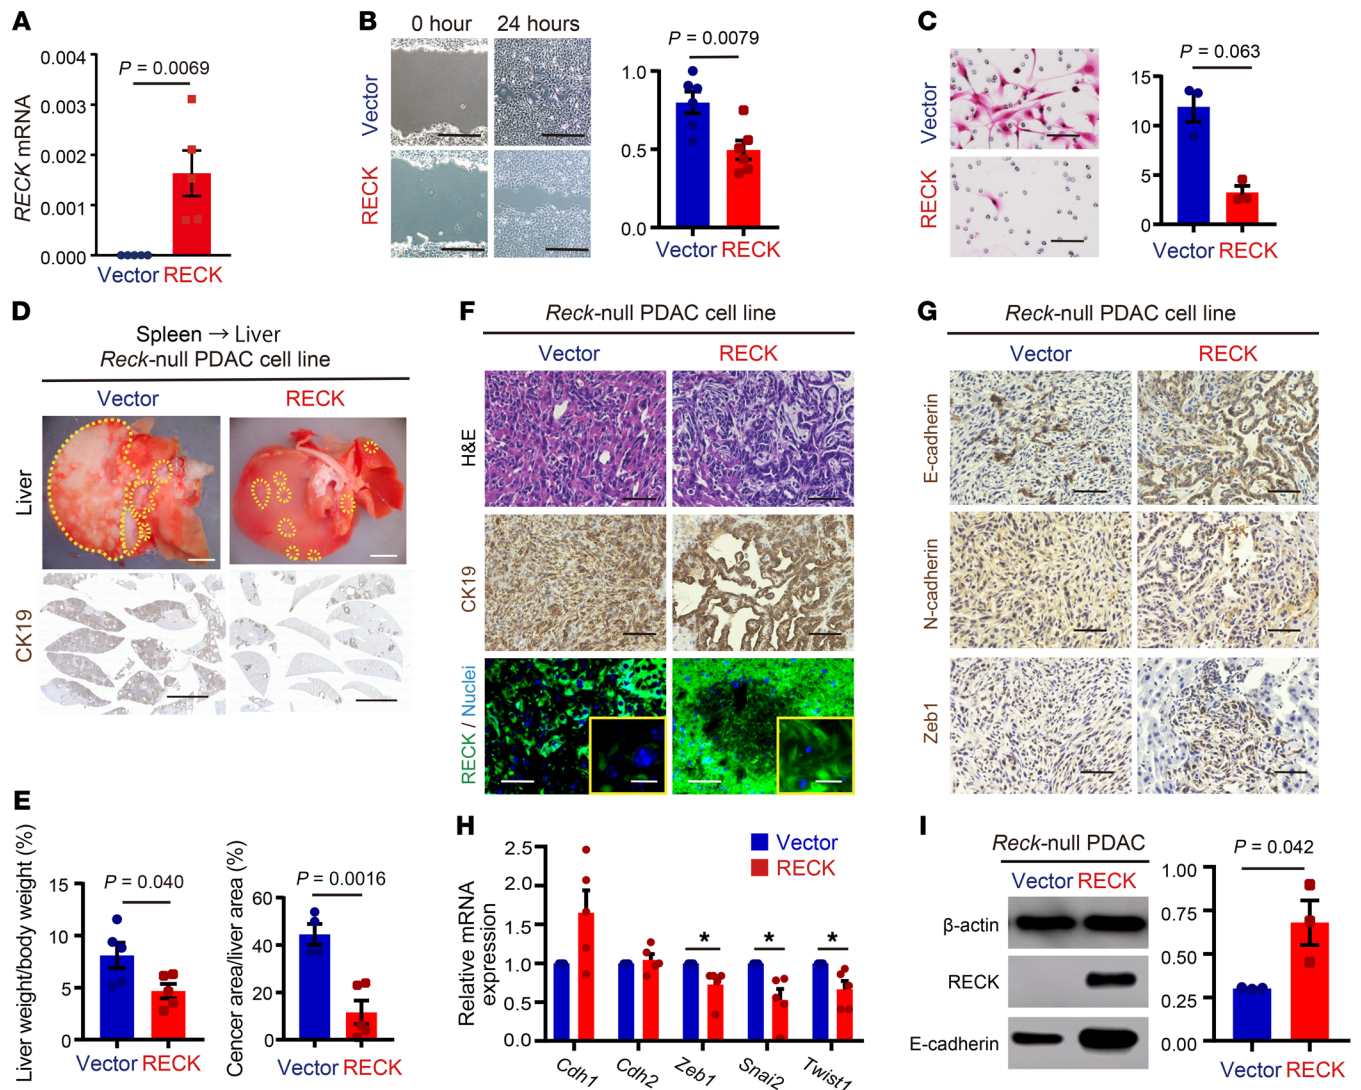 A
P = 0.0069
RECK mRNA
0.004
0.003
0.002
0.001
0.000
Vector RECK
B
0 hour 24 hours
Vector
RECK
P = 0.0079
1.0
0.5
0.0
Vector RECK
C
Vector
RECK
P = 0.063
15
10
5
0
Vector RECK
D
Spleen → Liver
Reck-null PDAC cell line
Vector RECK
Liver
CK19
E
Liver weight/body weight (%)
P = 0.040
15
10
5
0
Vector RECK
Cencer area/liver area (%)
P = 0.0016
60
40
20
0
Vector RECK
F
Reck-null PDAC cell line
Vector RECK
H&E
CK19
RECK / Nuclei
G
Reck-null PDAC cell line
Vector RECK
E-cadherin
N-cadherin
Zeb1
H
Vector
RECK
Relative mRNA
expression
2.5
2.0
1.5
1.0
0.5
0.0
* * *
Cdh1 Cdh2 Zeb1 Snai2 Twist1
I
Reck-null PDAC
Vector RECK
β-actin
RECK
E-cadherin
P = 0.042
1.00
0.75
0.50
0.25
0.00
Vector RECK